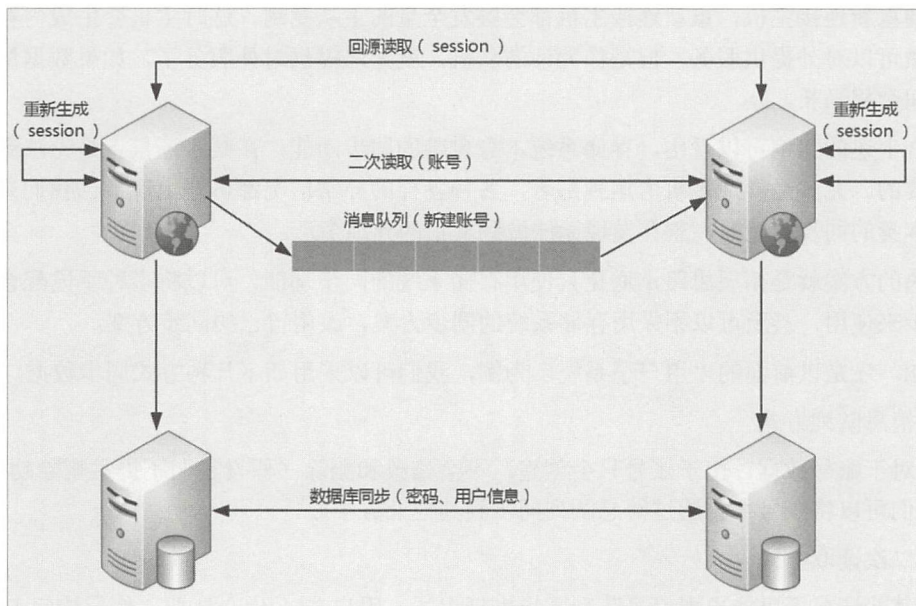 回源读取（ session ）
重新生成
（ session ）
重新生成
（ session ）
二次读取（账号）
消息队列（新建账号）
数据库同步（密码、用户信息）